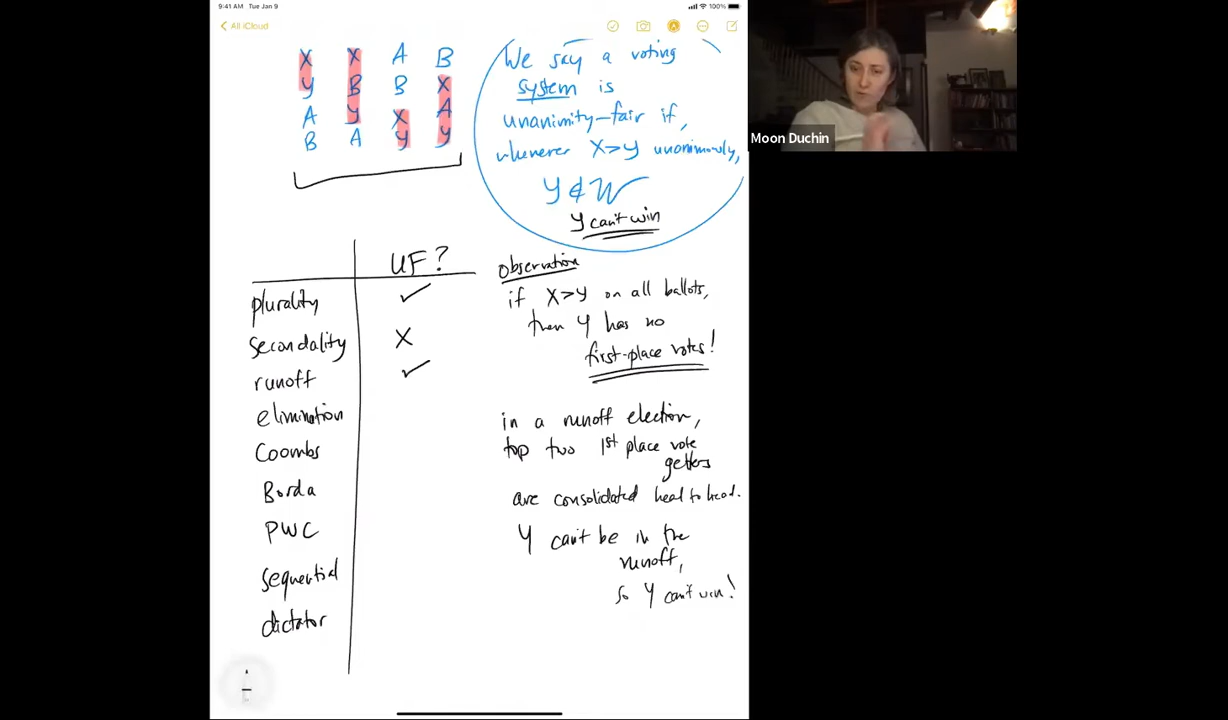 9:41 AM Tue Jan 9
100%
All iCloud
X X A B
Y B B X
A Y X A
B A Y Y
We say a voting
system is
unanimity-fair if,
whenever X>Y unanimously,
Y ∉ W
Y can't win
UF?
plurality ✓
secondality X
runoff ✓
elimination
Coombs
Borda
PWC
sequential
dictator
Observation
if X>Y on all ballots,
then Y has no
first-place votes!
in a runoff election,
top two 1st place vote
getters
are consolidated head to head.
Y can't be in the
runoff,
so Y can't win!
Moon Duchin